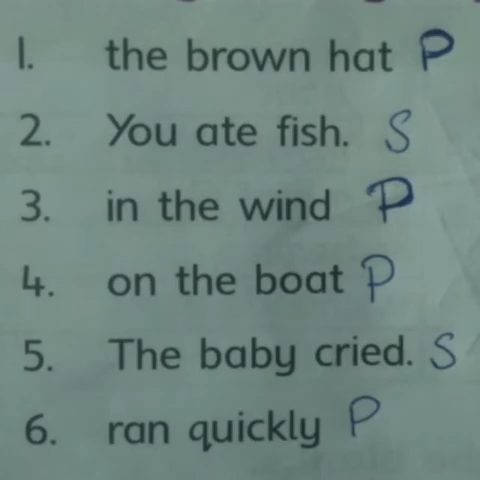 1. the brown hat P
2. You ate fish. S
3. in the wind P
4. on the boat P
5. The baby cried. S
6. ran quickly P